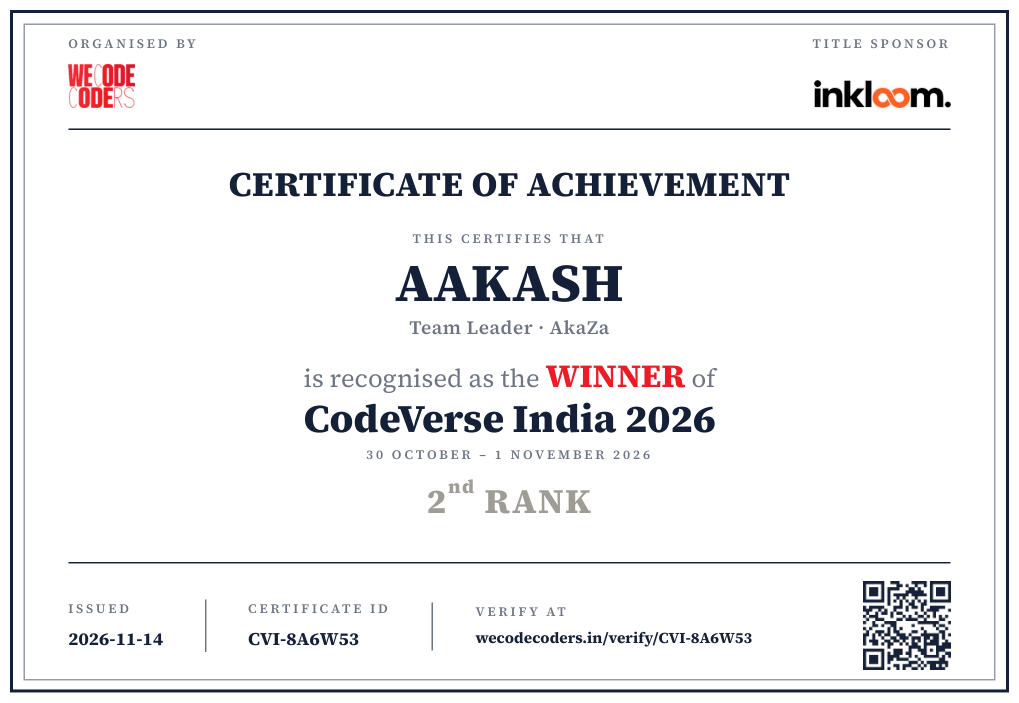 ORGANISED BY
TITLE SPONSOR
WECODE
CODERS
inkloom.
CERTIFICATE OF ACHIEVEMENT
THIS CERTIFIES THAT
AAKASH
Team Leader · AkaZa
is recognised as the WINNER of
CodeVerse India 2026
30 OCTOBER – 1 NOVEMBER 2026
2nd RANK
ISSUED
2026-11-14
CERTIFICATE ID
CVI-8A6W53
VERIFY AT
wecodecoders.in/verify/CVI-8A6W53